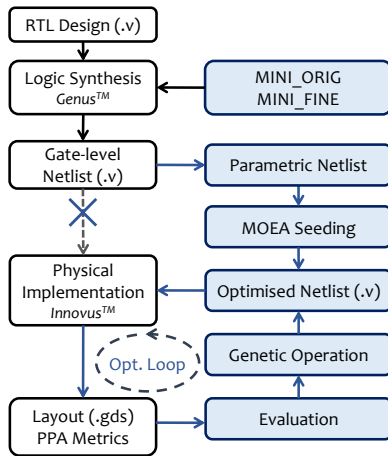 RTL Design (.v)
Logic Synthesis
Genus™
MINI_ORIG
MINI_FINE
Gate-level
Netlist (.v)
Parametric Netlist
MOEA Seeding
Physical
Implementation
Innovus™
Optimised Netlist (.v)
Opt. Loop
Genetic Operation
Layout (.gds)
PPA Metrics
Evaluation